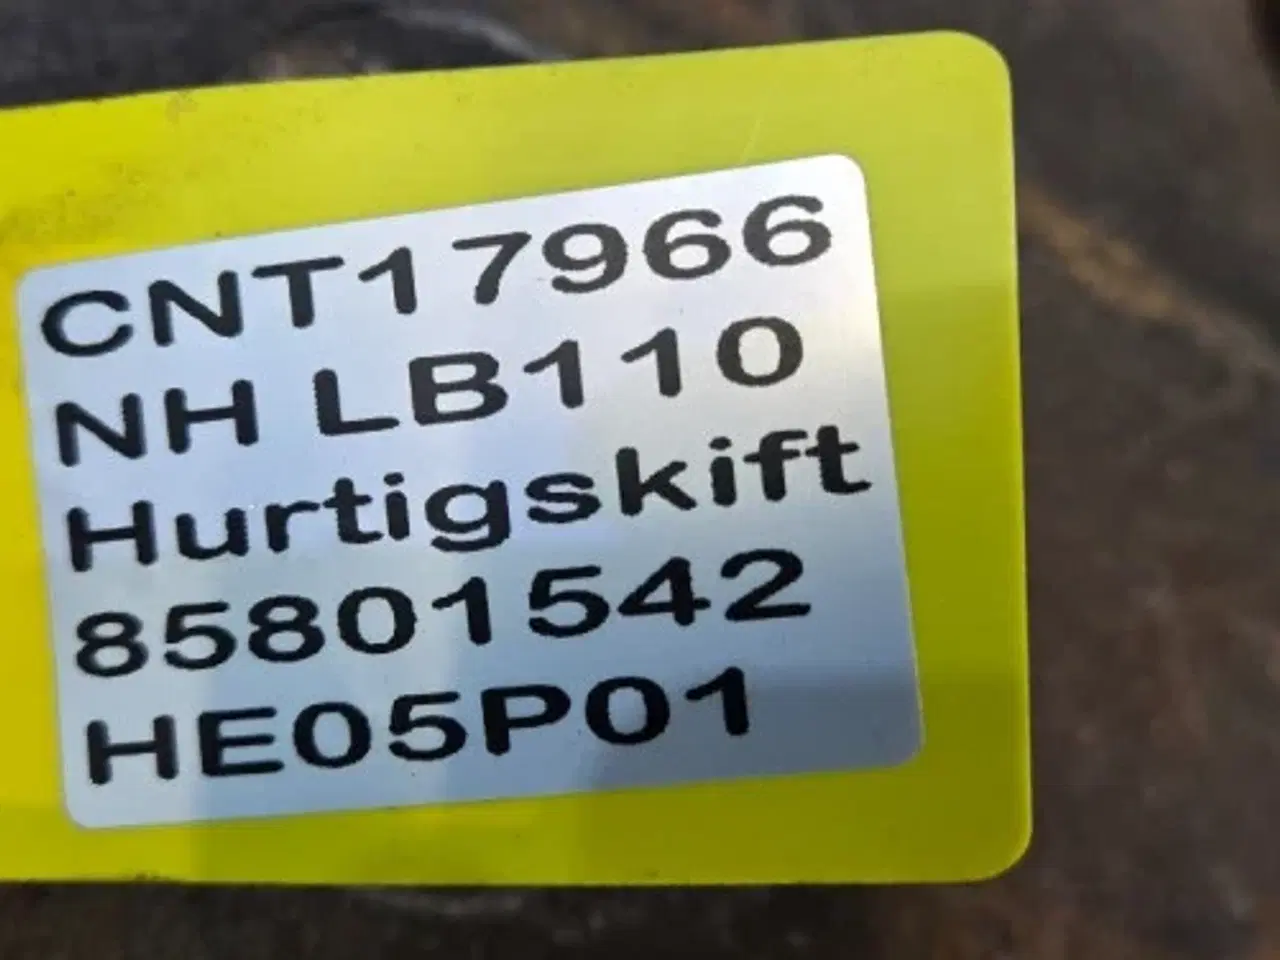 CNT17966
NH LB110
Hurtigskift
85801542
HE05P01